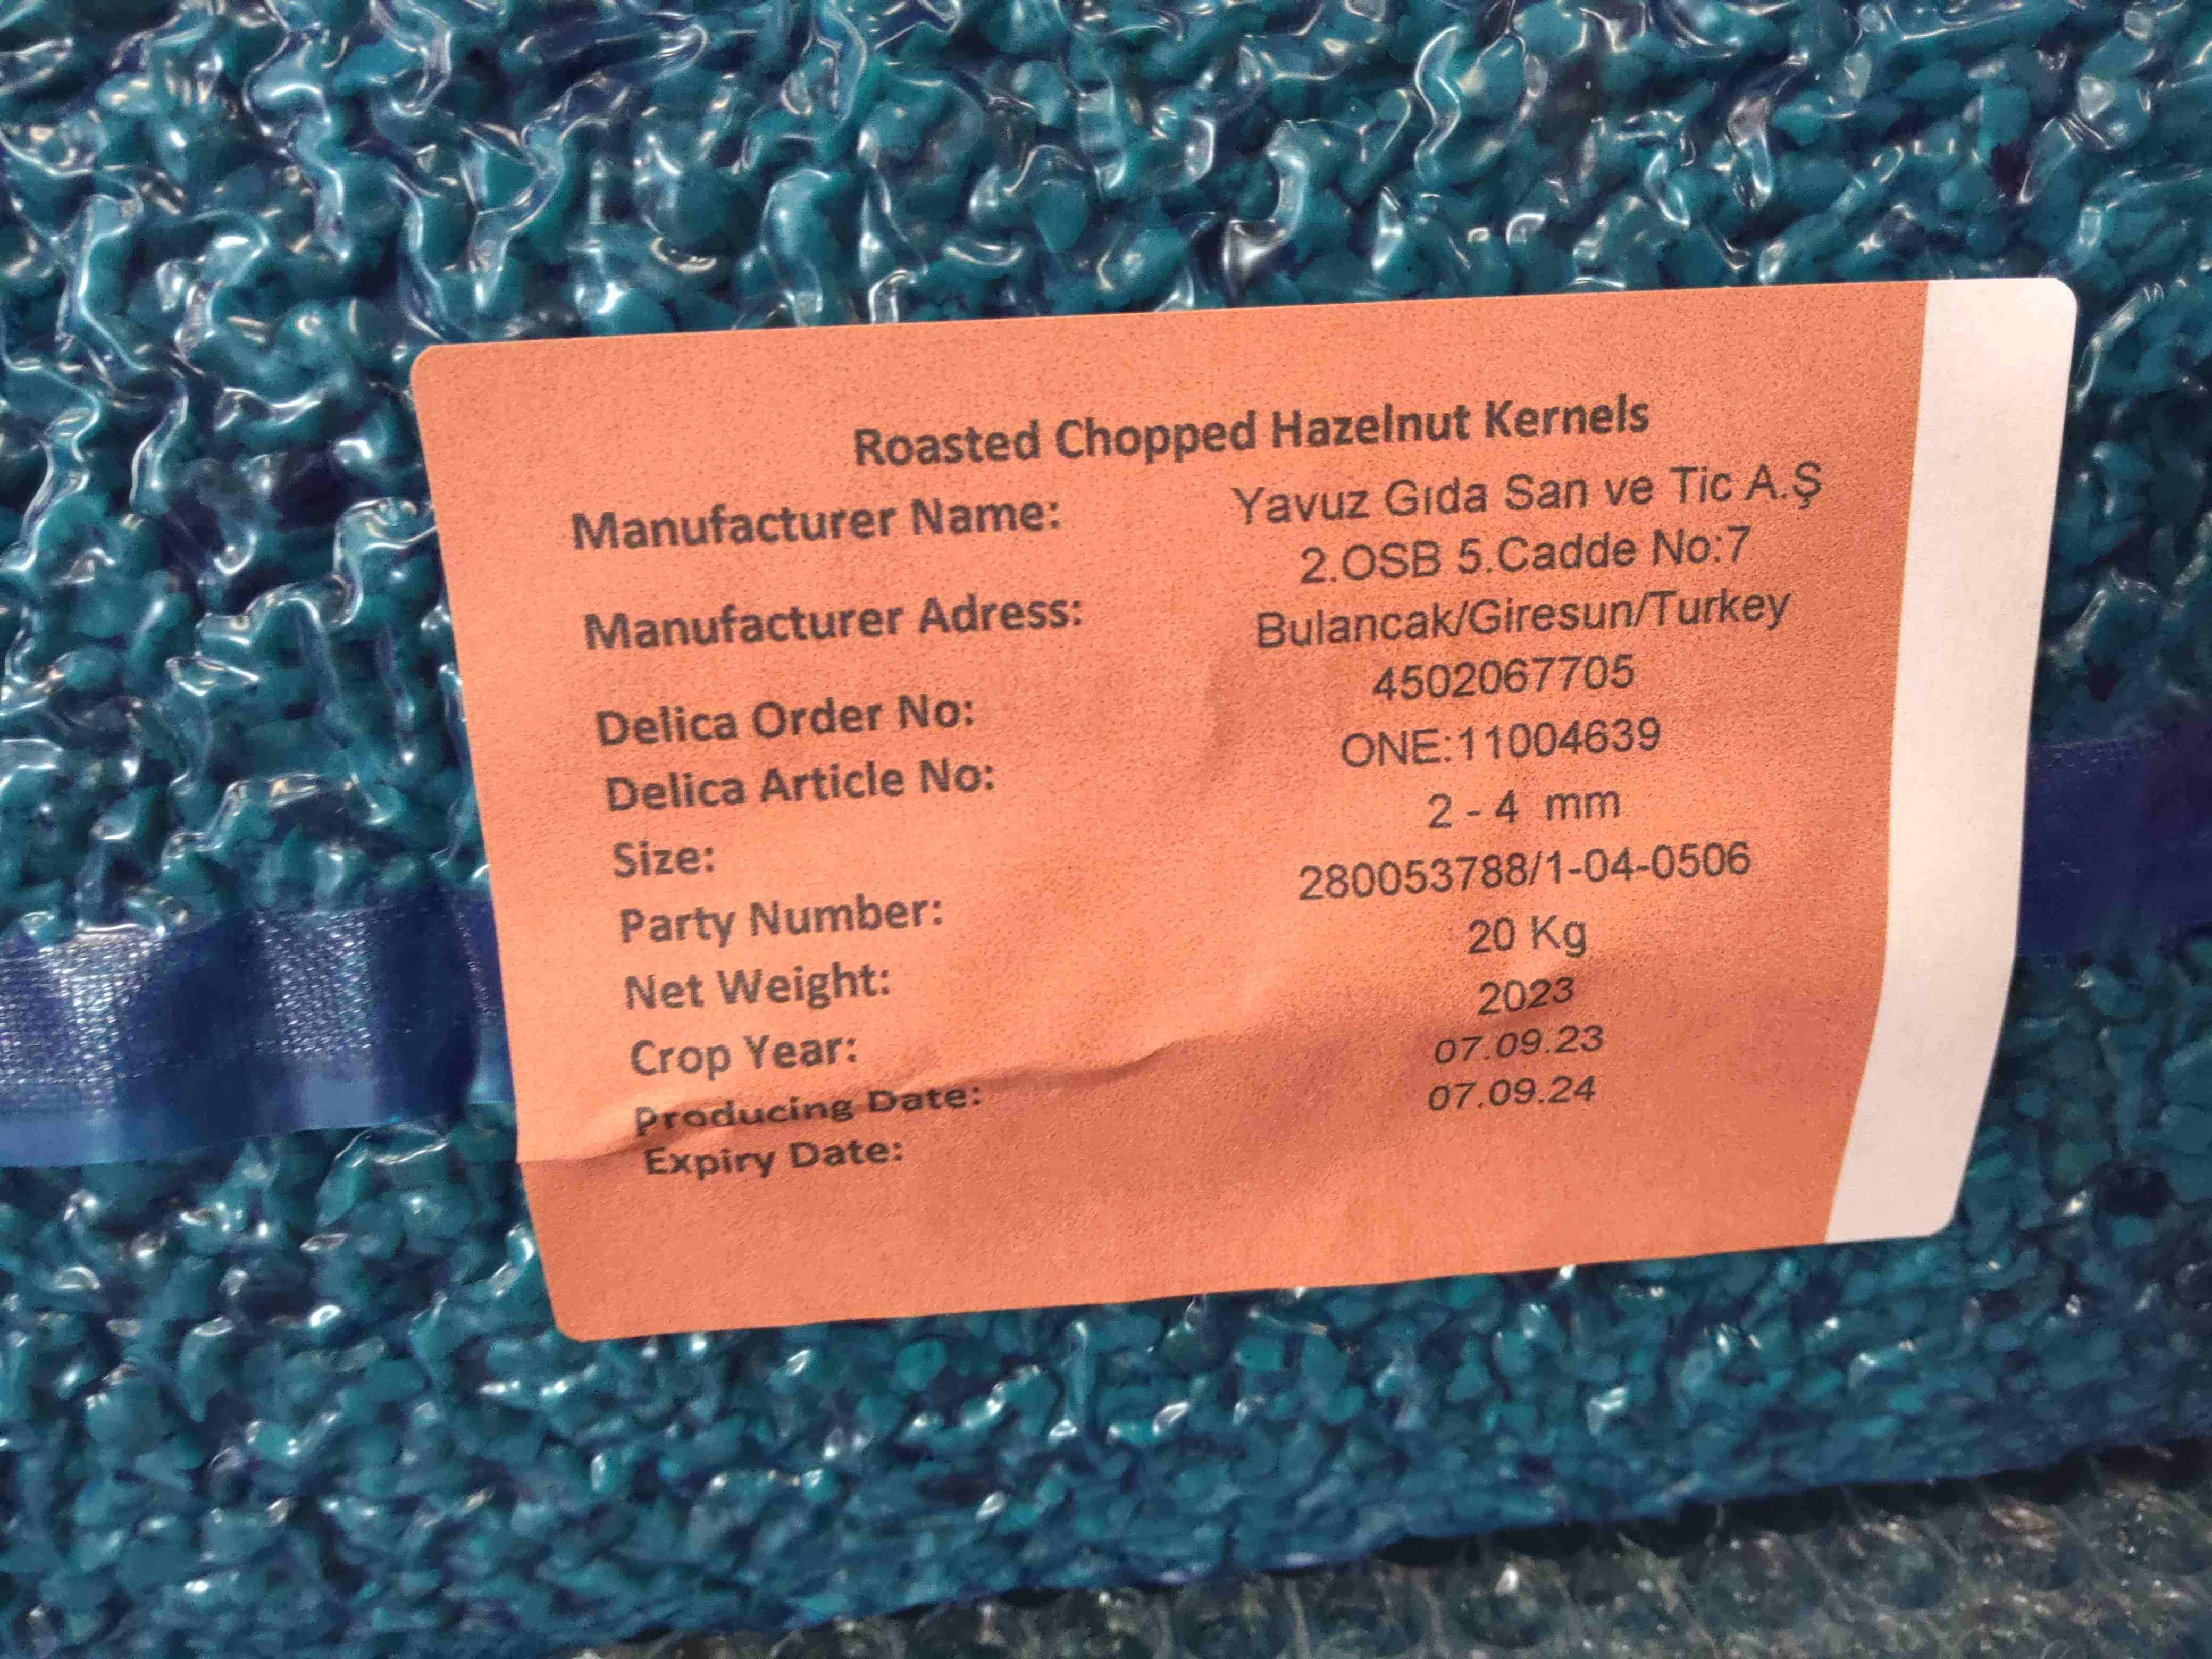 Roasted Chopped Hazelnut Kernels
Manufacturer Name: Yavuz Gıda San ve Tic A.Ş
2.OSB 5.Cadde No:7
Manufacturer Adress: Bulancak/Giresun/Turkey
Delica Order No: 4502067705
Delica Article No: ONE:11004639
Size: 2 - 4 mm
Party Number: 280053788/1-04-0506
Net Weight: 20 Kg
Crop Year: 2023
Producing Date: 07.09.23
Expiry Date: 07.09.24